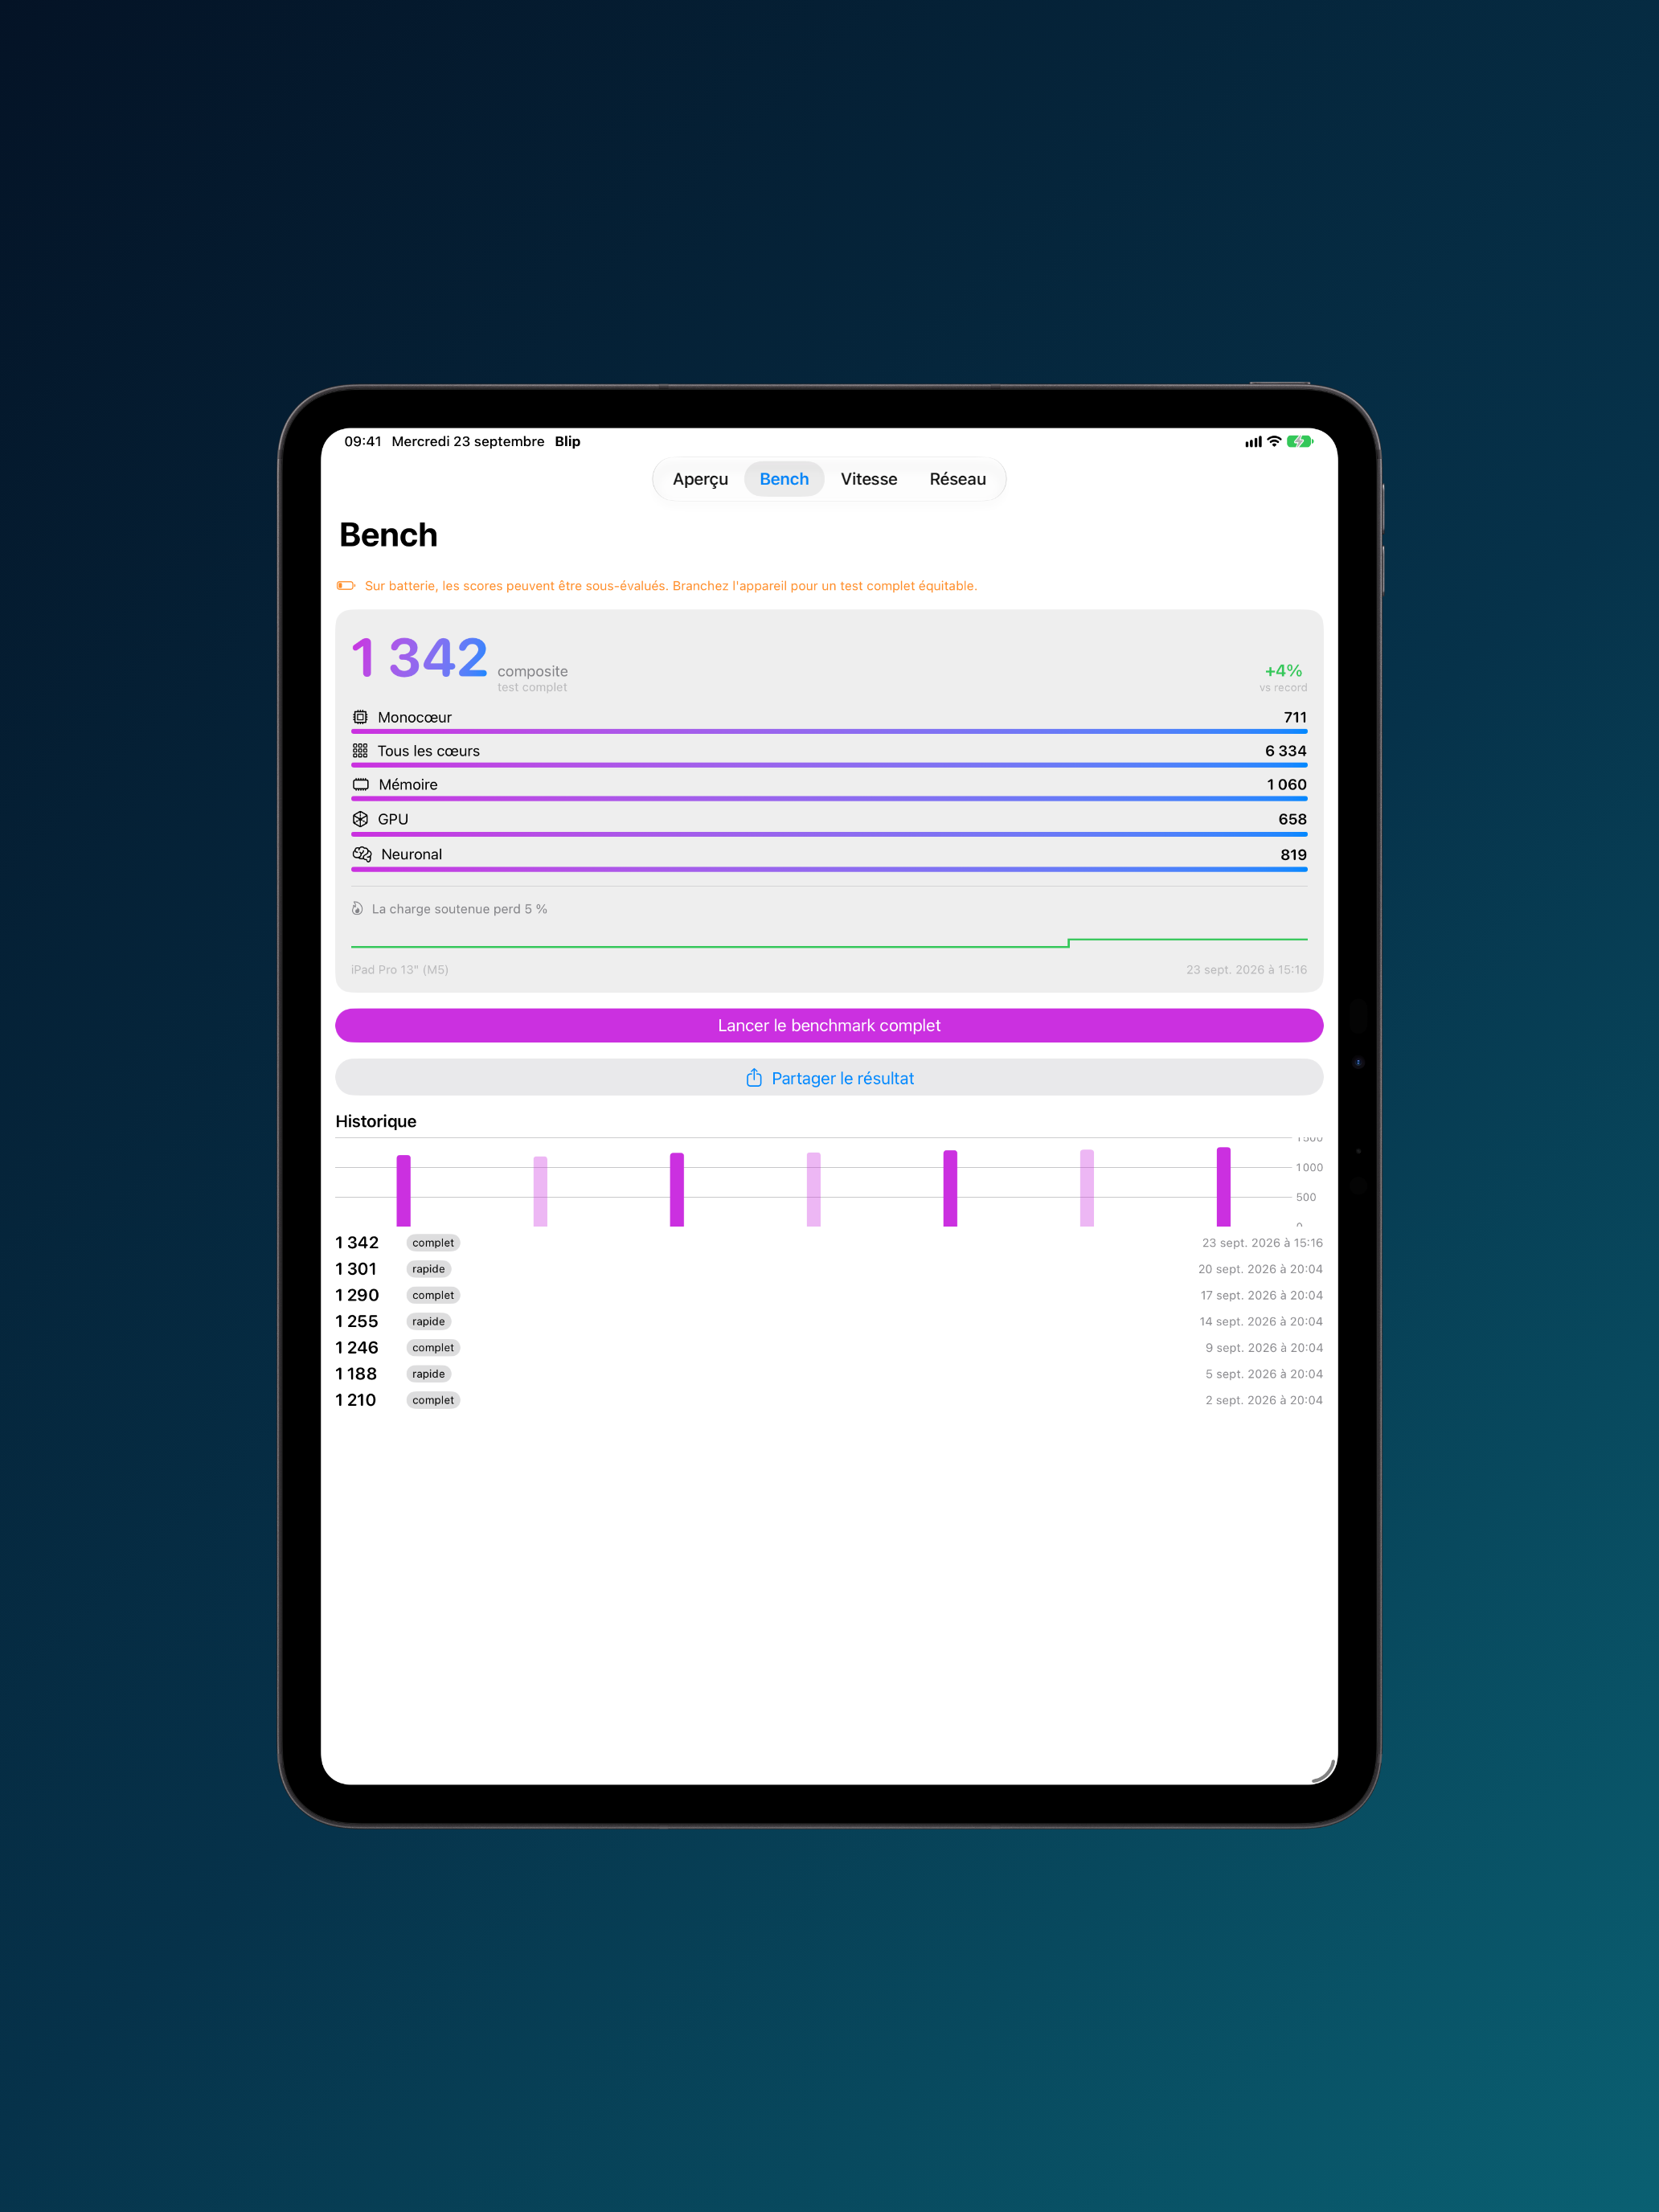 09:41 Mercredi 23 septembre Blip
Aperçu Bench Vitesse Réseau
Bench
Sur batterie, les scores peuvent être sous-évalués. Branchez l'appareil pour un test complet équitable.
1 342 composite
test complet
+4%
vs record
Monocœur 711
Tous les cœurs 6 334
Mémoire 1 060
GPU 658
Neuronal 819
La charge soutenue perd 5 %
iPad Pro 13" (M5) 23 sept. 2026 à 15:16
Lancer le benchmark complet
Partager le résultat
Historique
1 500
1 000
500
0
1 342 complet 23 sept. 2026 à 15:16
1 301 rapide 20 sept. 2026 à 20:04
1 290 complet 17 sept. 2026 à 20:04
1 255 rapide 14 sept. 2026 à 20:04
1 246 complet 9 sept. 2026 à 20:04
1 188 rapide 5 sept. 2026 à 20:04
1 210 complet 2 sept. 2026 à 20:04